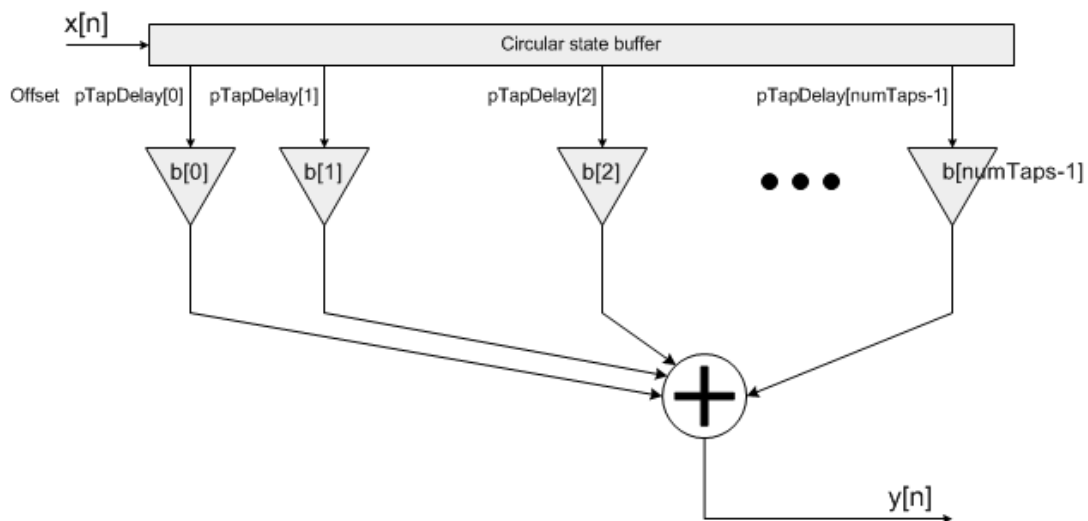 x[n]
Circular state buffer
Offset pTapDelay[0] pTapDelay[1] pTapDelay[2] pTapDelay[numTaps-1]
b[0] b[1] b[2] b[numTaps-1]
y[n]